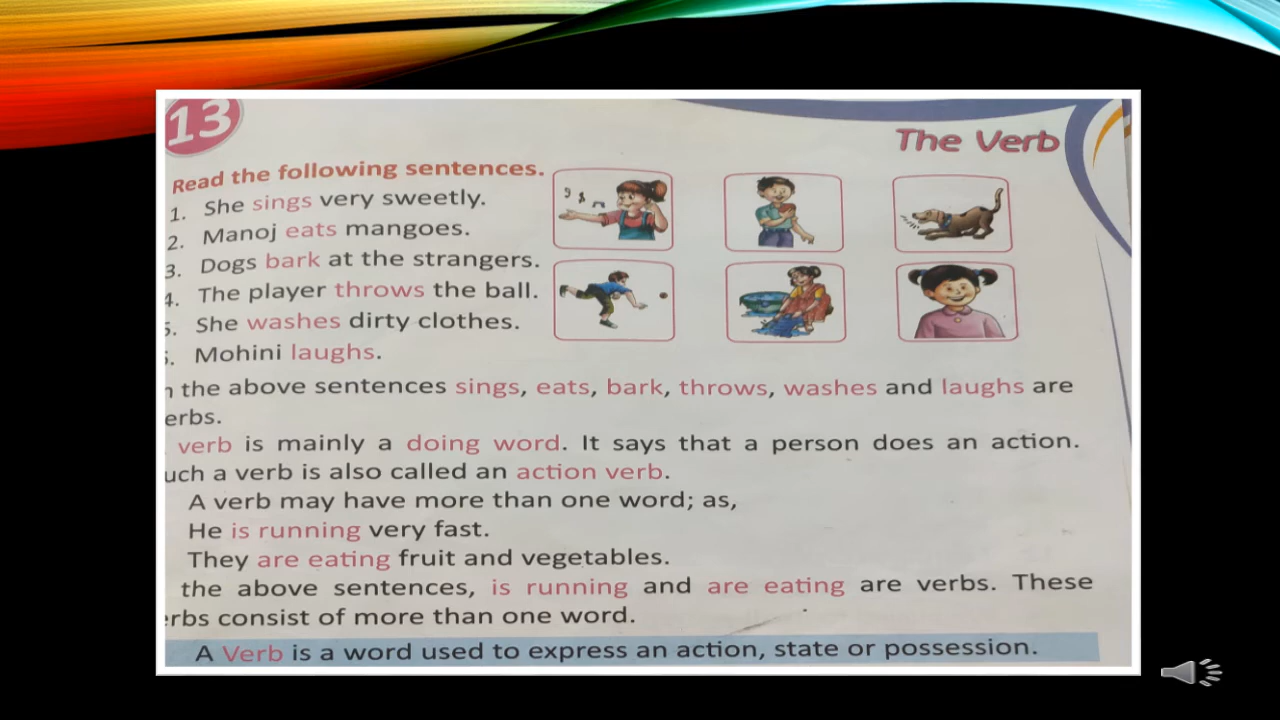 13
The Verb
Read the following sentences.
1. She sings very sweetly.
2. Manoj eats mangoes.
3. Dogs bark at the strangers.
4. The player throws the ball.
5. She washes dirty clothes.
. Mohini laughs.
the above sentences sings, eats, bark, throws, washes and laughs are
erbs.
verb is mainly a doing word. It says that a person does an action.
uch a verb is also called an action verb.
A verb may have more than one word; as,
He is running very fast.
They are eating fruit and vegetables.
the above sentences, is running and are eating are verbs. These
rbs consist of more than one word.
A Verb is a word used to express an action, state or possession.